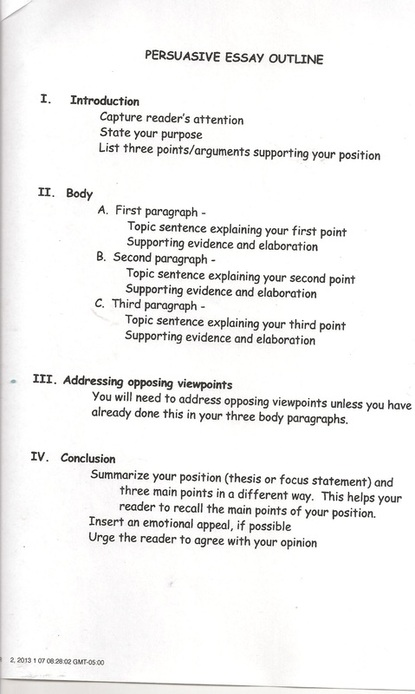 PERSUASIVE ESSAY OUTLINE
I. Introduction
Capture reader's attention
State your purpose
List three points/arguments supporting your position
II. Body
A. First paragraph -
Topic sentence explaining your first point
Supporting evidence and elaboration
B. Second paragraph -
Topic sentence explaining your second point
Supporting evidence and elaboration
C. Third paragraph -
Topic sentence explaining your third point
Supporting evidence and elaboration
III. Addressing opposing viewpoints
You will need to address opposing viewpoints unless you have
already done this in your three body paragraphs.
IV. Conclusion
Summarize your position (thesis or focus statement) and
three main points in a different way. This helps your
reader to recall the main points of your position.
Insert an emotional appeal, if possible
Urge the reader to agree with your opinion
2, 2013 1 07 08:28:02 GMT-05:00